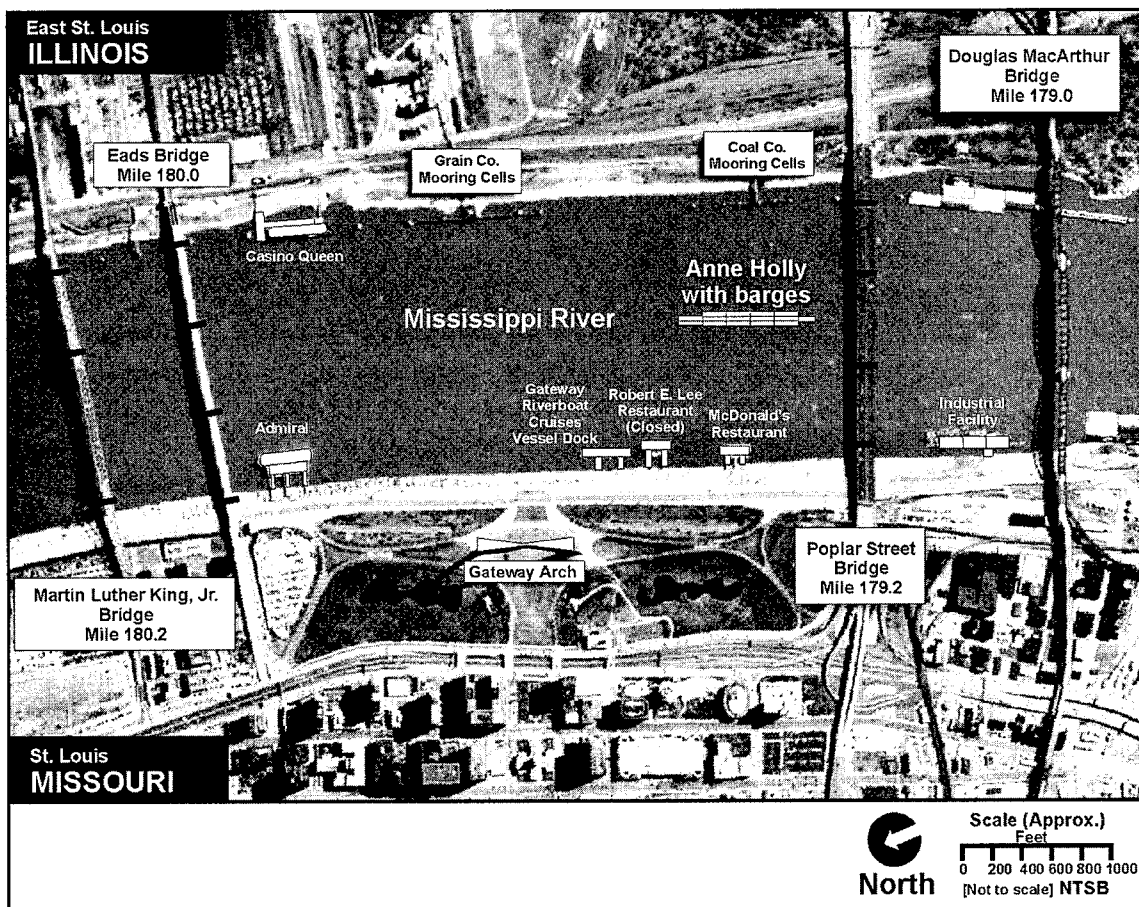 East St. Louis
ILLINOIS
Douglas MacArthur
Bridge
Mile 179.0
Eads Bridge
Mile 180.0
Grain Co.
Mooring Cells
Coal Co.
Mooring Cells
Casino Queen
Anne Holly
with barges
Mississippi River
Admiral
Gateway
Riverboat
Cruises'
Vessel Dock
Robert E. Lee
Restaurant
(Closed)
McDonald's
Restaurant
Industrial
Facility
Gateway Arch
Poplar Street
Bridge
Mile 179.2
Martin Luther King, Jr.
Bridge
Mile 180.2
St. Louis
MISSOURI
North
Scale (Approx.)
Feet
0 200 400 600 800 1000
[Not to scale] NTSB